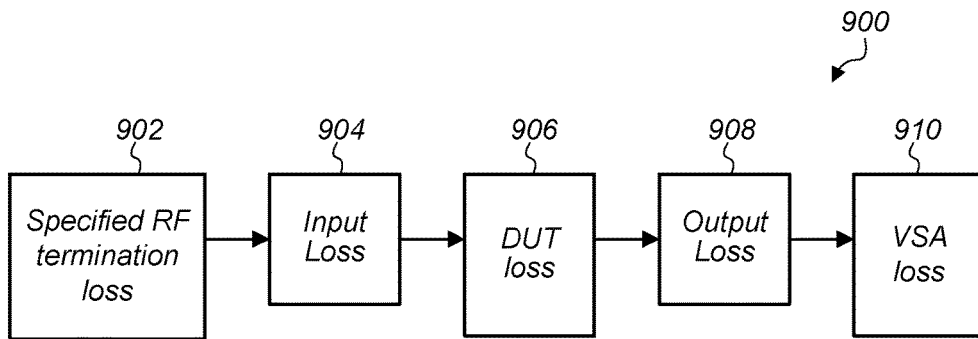 900
902
904
906
908
910
Specified RF
termination
loss
Input
Loss
DUT
loss
Output
Loss
VSA
loss